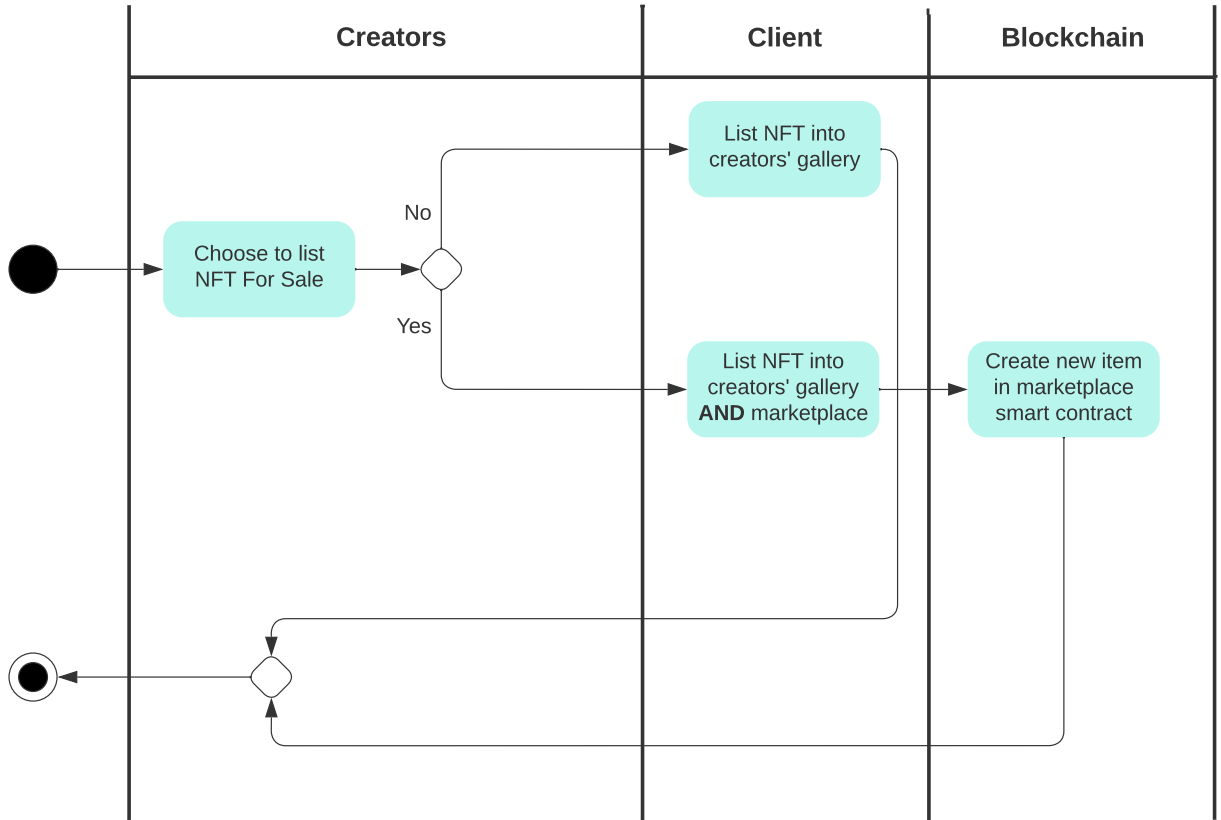 Creators
Client
Blockchain
List NFT into
creators' gallery
No
Choose to list
NFT For Sale
Yes
List NFT into
creators' gallery
AND marketplace
Create new item
in marketplace
smart contract